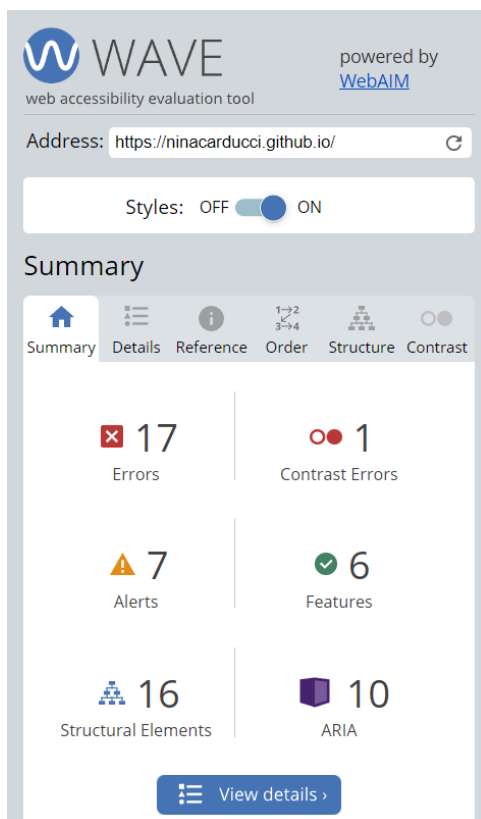 WAVE
powered by
WebAIM
web accessibility evaluation tool
Address: https://ninacarducci.github.io/
Styles: OFF ON
Summary
1→2
3→4
Summary Details Reference Order Structure Contrast
17 1
Errors Contrast Errors
7 6
Alerts Features
16 10
Structural Elements ARIA
View details ›